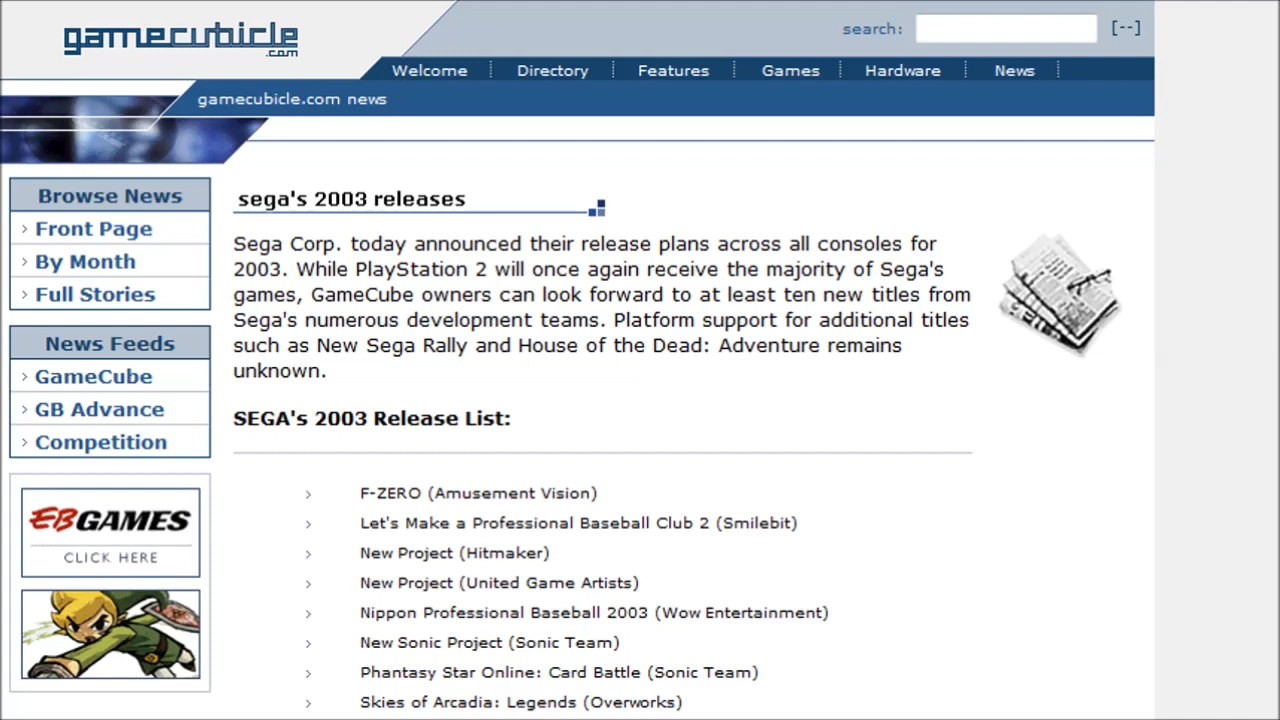 gamecubicle
.com
search: [--]
Welcome Directory Features Games Hardware News
gamecubicle.com news
Browse News
Front Page
By Month
Full Stories
News Feeds
GameCube
GB Advance
Competition
EBGAMES
CLICK HERE
sega's 2003 releases
Sega Corp. today announced their release plans across all consoles for
2003. While PlayStation 2 will once again receive the majority of Sega's
games, GameCube owners can look forward to at least ten new titles from
Sega's numerous development teams. Platform support for additional titles
such as New Sega Rally and House of the Dead: Adventure remains
unknown.
SEGA's 2003 Release List:
F-ZERO (Amusement Vision)
Let's Make a Professional Baseball Club 2 (Smilebit)
New Project (Hitmaker)
New Project (United Game Artists)
Nippon Professional Baseball 2003 (Wow Entertainment)
New Sonic Project (Sonic Team)
Phantasy Star Online: Card Battle (Sonic Team)
Skies of Arcadia: Legends (Overworks)